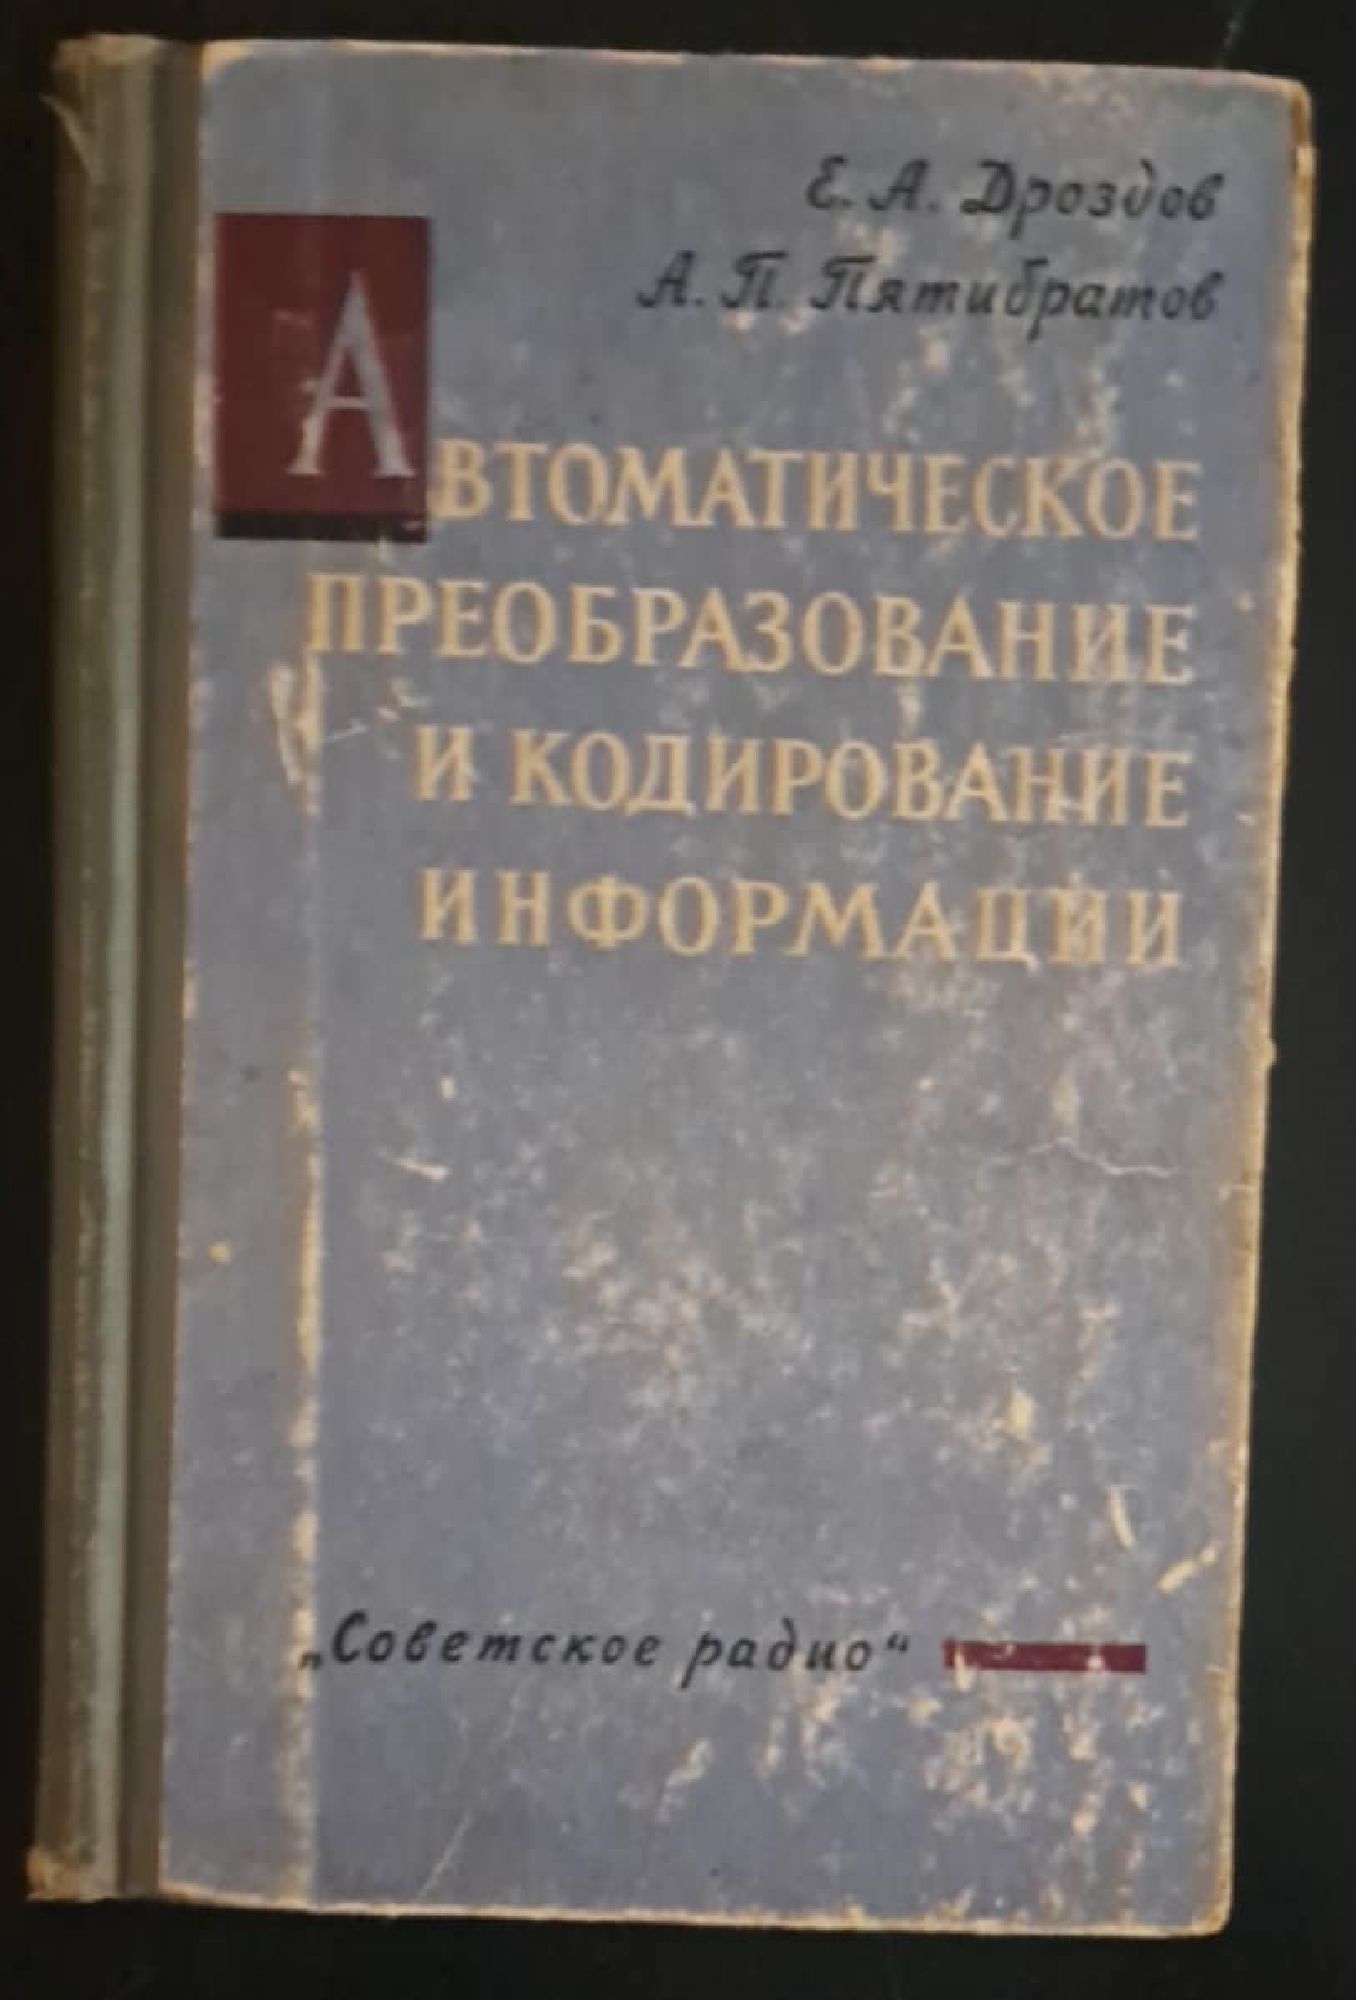 Е. А. Дроздов
А. П. Пятибратов
АВТОМАТИЧЕСКОЕ
ПРЕОБРАЗОВАНИЕ
И КОДИРОВАНИЕ
ИНФОРМАЦИИ
„Советское радио“